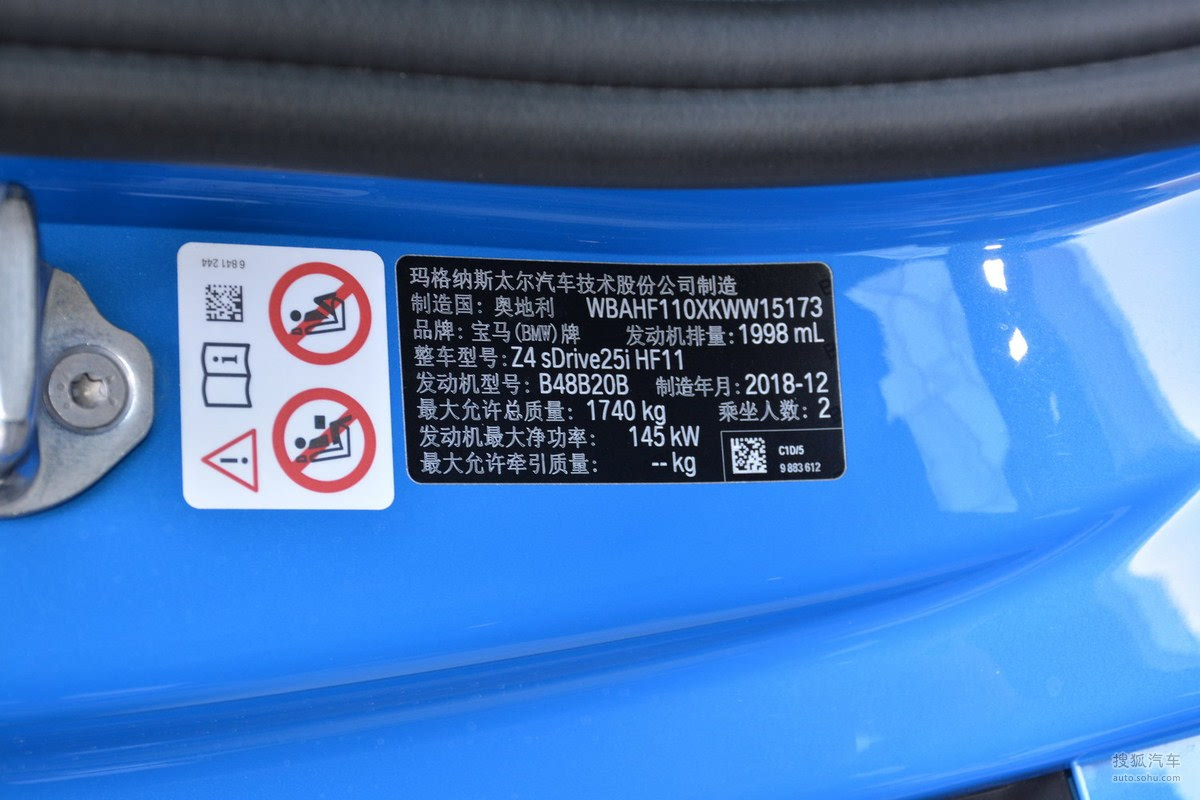 6 841 244
玛格纳斯太尔汽车技术股份公司制造
制造国：奥地利 WBAHF110XKWW15173
品牌：宝马(BMW)牌 发动机排量：1998 mL
整车型号：Z4 sDrive25i HF11
发动机型号：B48B20B 制造年月：2018-12
最大允许总质量：1740 kg 乘坐人数：2
发动机最大净功率：145 kW
最大允许牵引质量：-- kg
C1D/5
9 883 612
搜狐汽车
auto.sohu.com